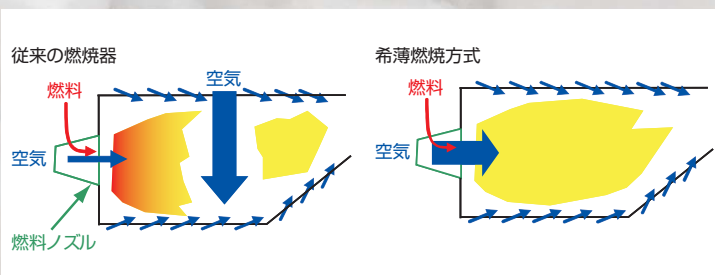 従来の燃焼器
燃料
空気
空気
燃料ノズル
希薄燃焼方式
燃料
空気